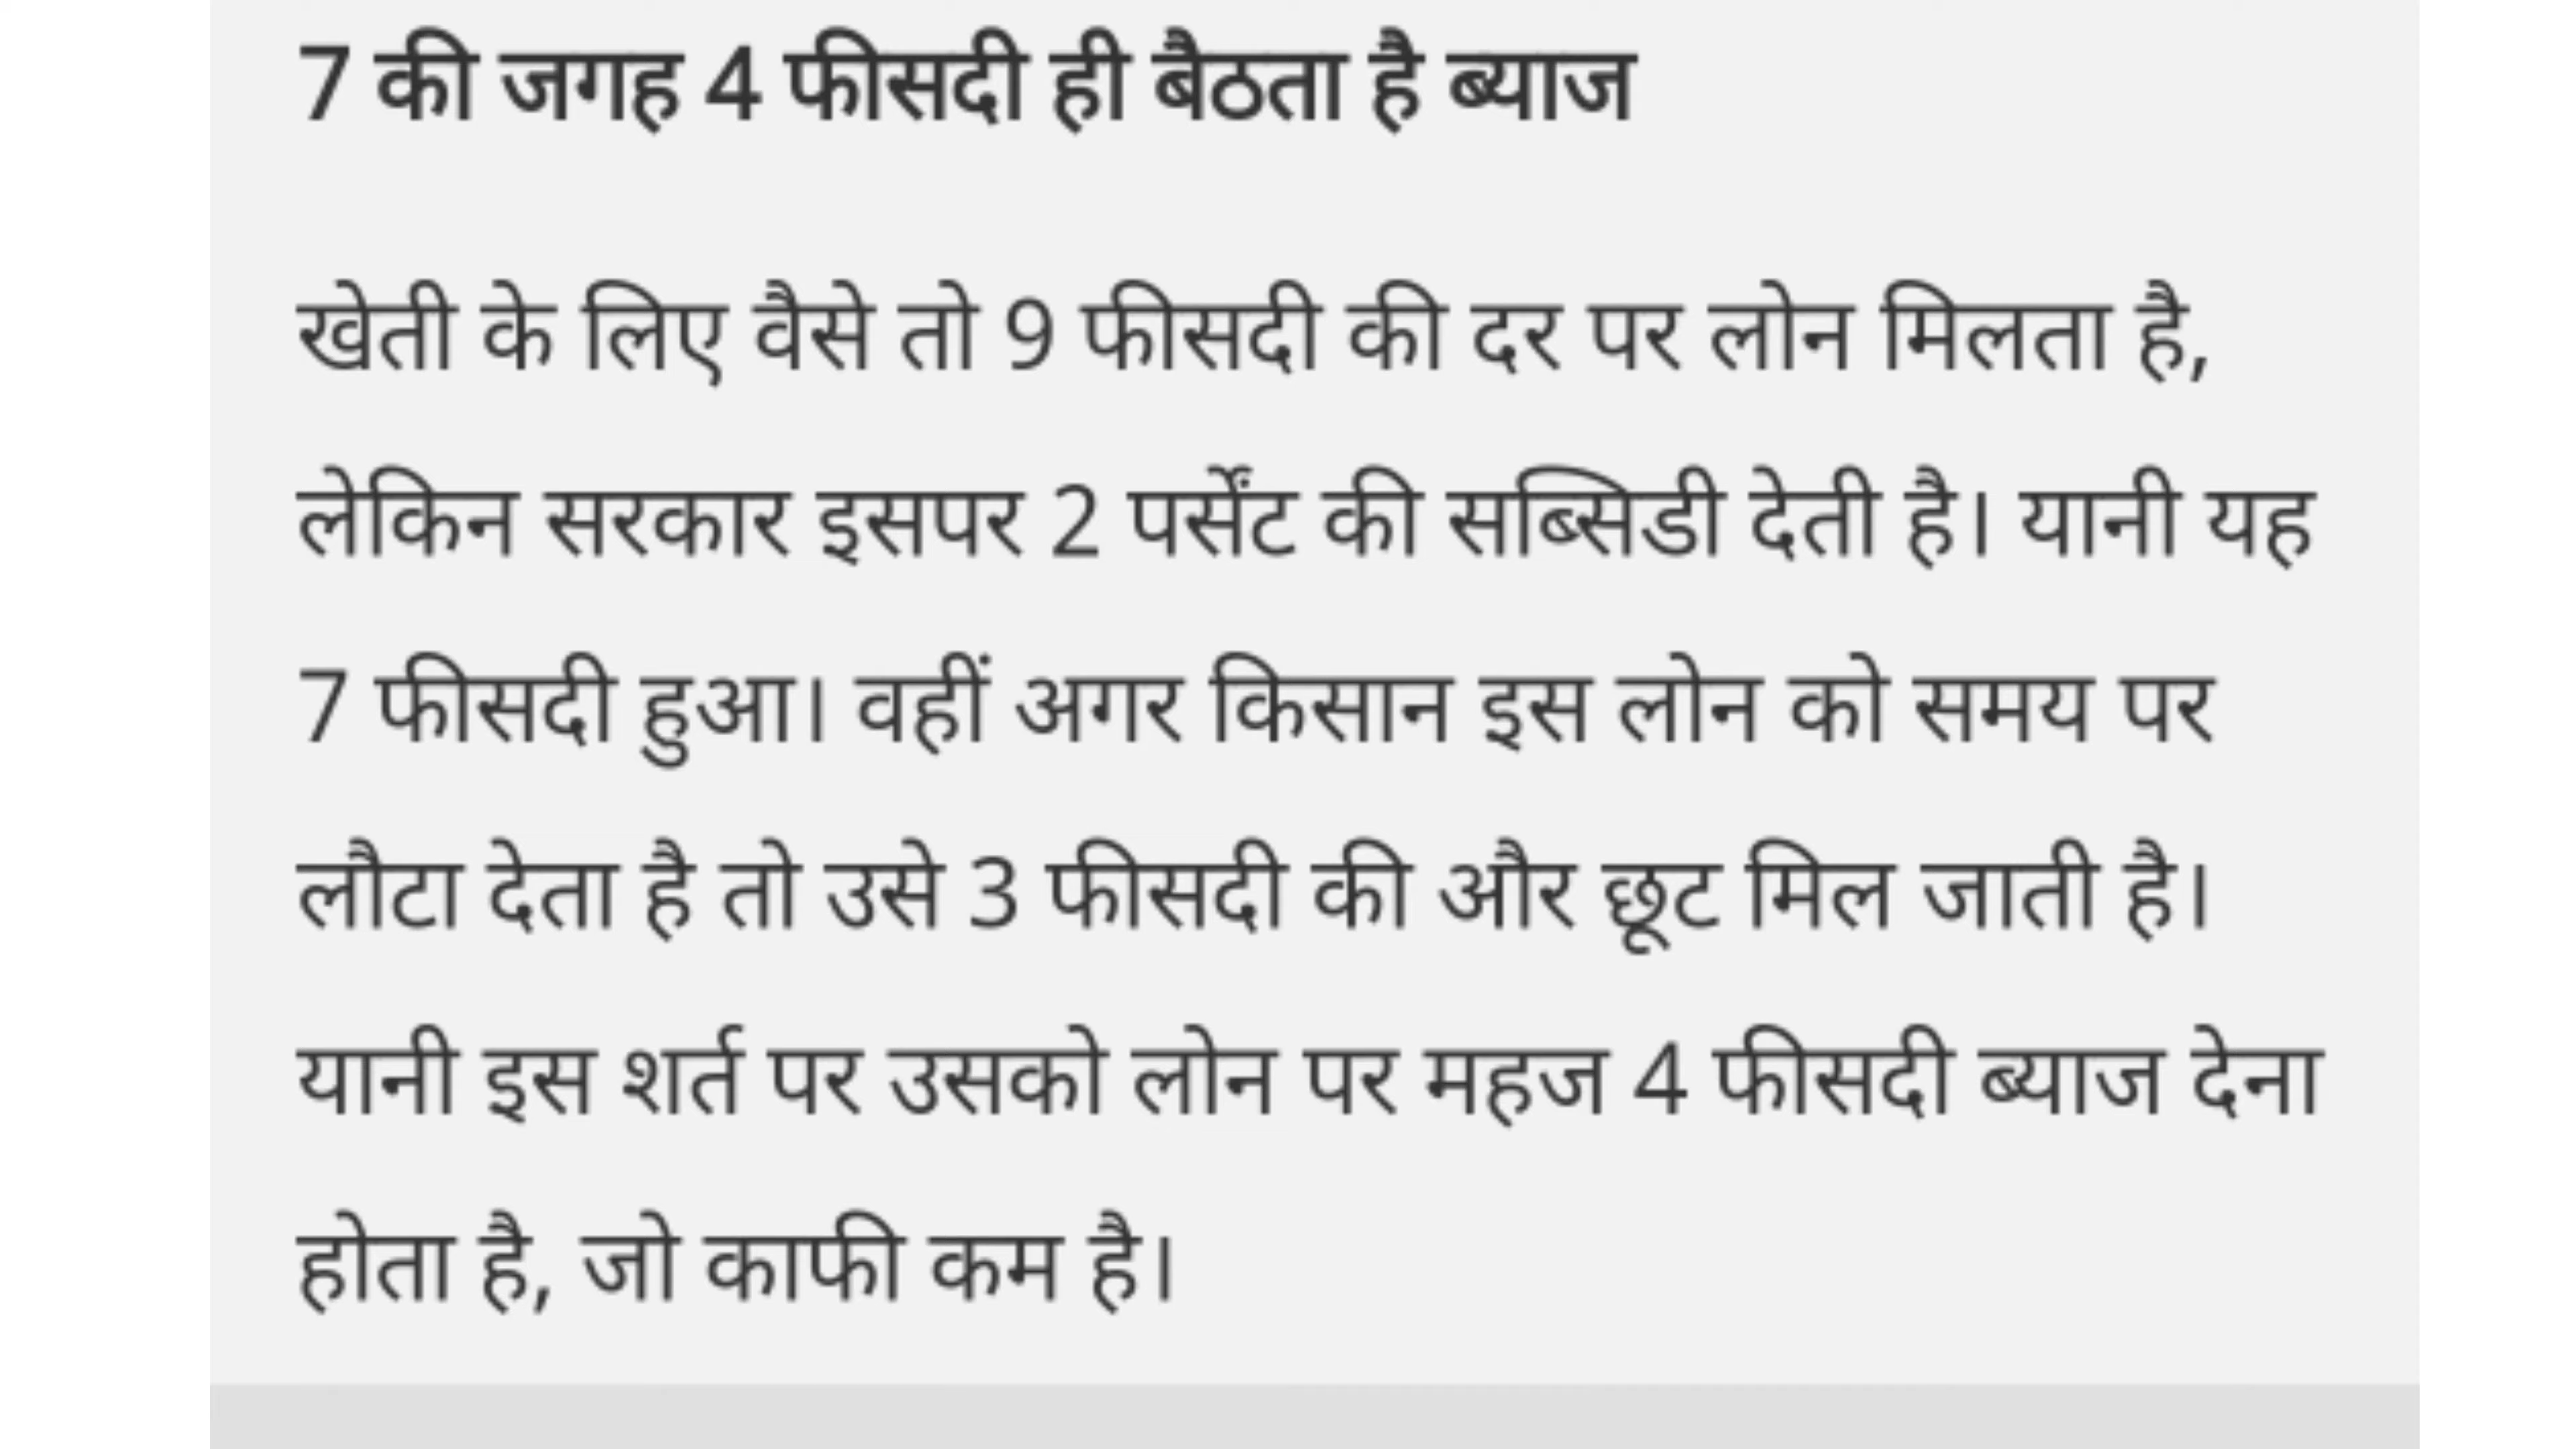 7 की जगह 4 फीसदी ही बैठता है ब्याज
खेती के लिए वैसे तो 9 फीसदी की दर पर लोन मिलता है,
लेकिन सरकार इसपर 2 पर्सेंट की सब्सिडी देती है। यानी यह
7 फीसदी हुआ। वहीं अगर किसान इस लोन को समय पर
लौटा देता है तो उसे 3 फीसदी की और छूट मिल जाती है।
यानी इस शर्त पर उसको लोन पर महज 4 फीसदी ब्याज देना
होता है, जो काफी कम है।